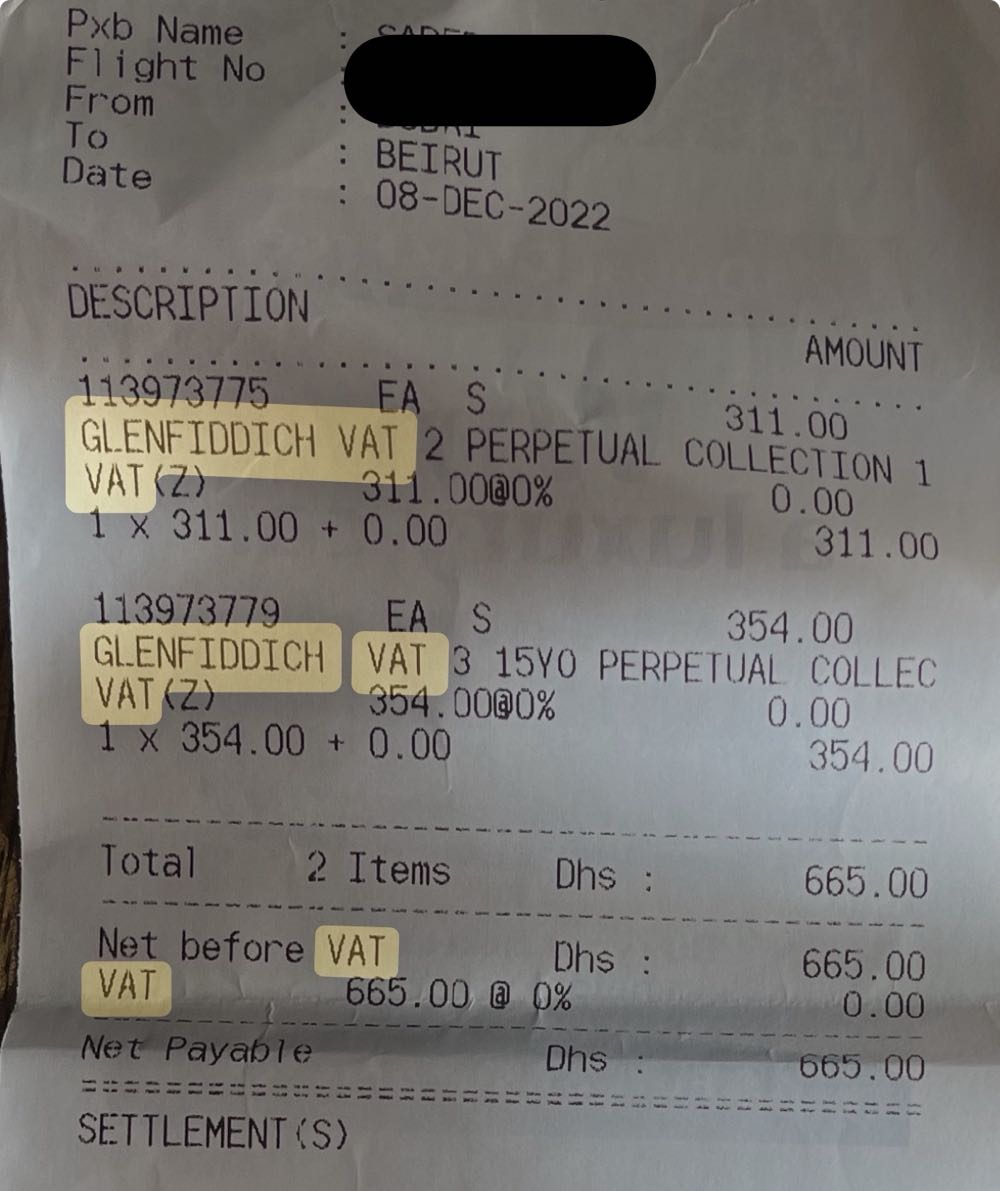 Pxb Name :
Flight No :
From :
To : BEIRUT
Date : 08-DEC-2022
DESCRIPTION
AMOUNT
113973775 EA S 311.00
GLENFIDDICH VAT 2 PERPETUAL COLLECTION 1
VAT(Z) 311.00@0% 0.00
1 x 311.00 + 0.00 311.00
113973779 EA S 354.00
GLENFIDDICH VAT 3 15YO PERPETUAL COLLEC
VAT(Z) 354.00@0% 0.00
1 x 354.00 + 0.00 354.00
Total 2 Items Dhs : 665.00
Net before VAT Dhs : 665.00
VAT 665.00 @ 0% 0.00
Net Payable Dhs : 665.00
SETTLEMENT(S)